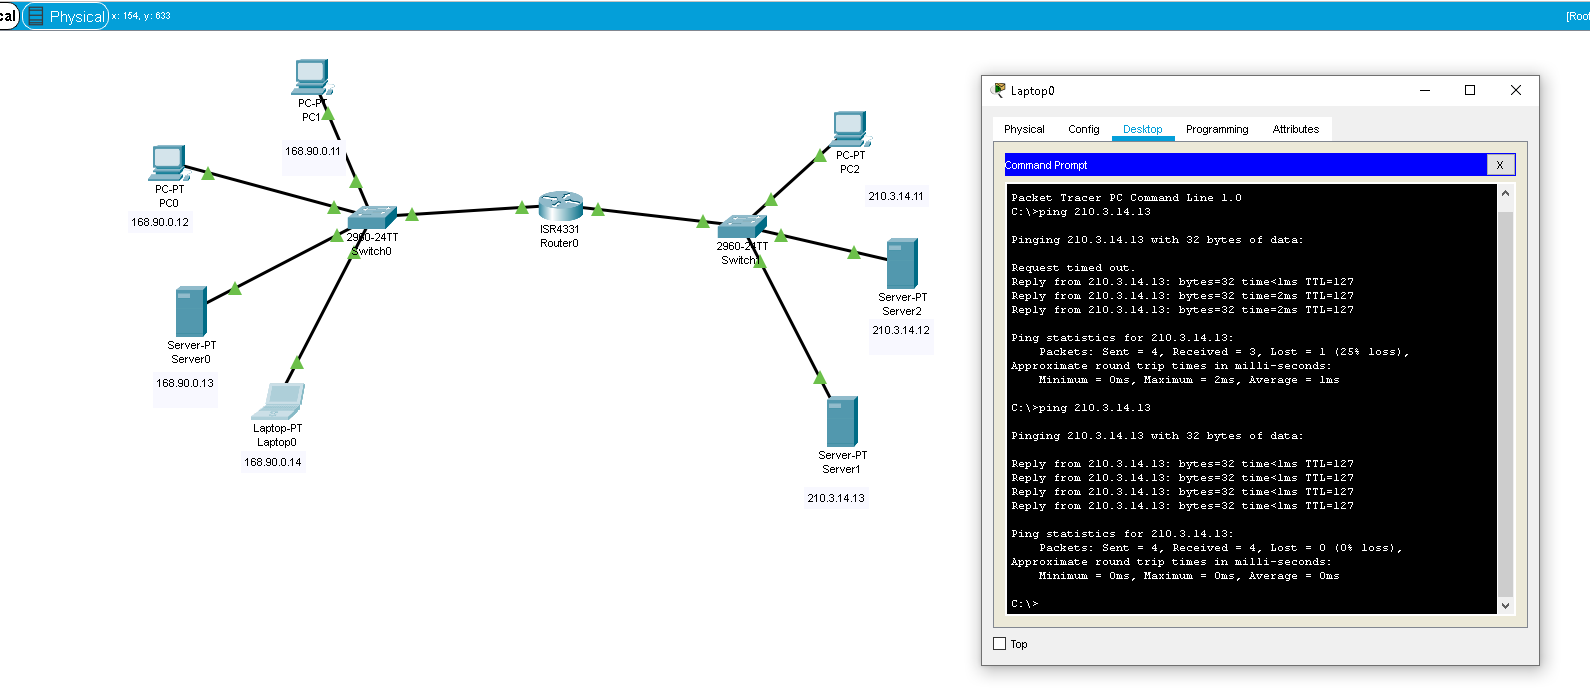 cal
Physical
x: 154, y: 633
[Root
PC-PT
PC1
168.90.0.11
PC-PT
PC0
168.90.0.12
2960-24TT
Switch0
Server-PT
Server0
168.90.0.13
Laptop-PT
Laptop0
168.90.0.14
ISR4331
Router0
PC-PT
PC2
210.3.14.11
2960-24TT
Switch1
Server-PT
Server2
210.3.14.12
Server-PT
Server1
210.3.14.13
Laptop0
Physical Config Desktop Programming Attributes
Command Prompt X
Packet Tracer PC Command Line 1.0
C:\>ping 210.3.14.13
Pinging 210.3.14.13 with 32 bytes of data:
Request timed out.
Reply from 210.3.14.13: bytes=32 time<1ms TTL=127
Reply from 210.3.14.13: bytes=32 time=2ms TTL=127
Reply from 210.3.14.13: bytes=32 time=2ms TTL=127
Ping statistics for 210.3.14.13:
Packets: Sent = 4, Received = 3, Lost = 1 (25% loss),
Approximate round trip times in milli-seconds:
Minimum = 0ms, Maximum = 2ms, Average = 1ms
C:\>ping 210.3.14.13
Pinging 210.3.14.13 with 32 bytes of data:
Reply from 210.3.14.13: bytes=32 time<1ms TTL=127
Reply from 210.3.14.13: bytes=32 time<1ms TTL=127
Reply from 210.3.14.13: bytes=32 time<1ms TTL=127
Reply from 210.3.14.13: bytes=32 time<1ms TTL=127
Ping statistics for 210.3.14.13:
Packets: Sent = 4, Received = 4, Lost = 0 (0% loss),
Approximate round trip times in milli-seconds:
Minimum = 0ms, Maximum = 0ms, Average = 0ms
C:\>
Top